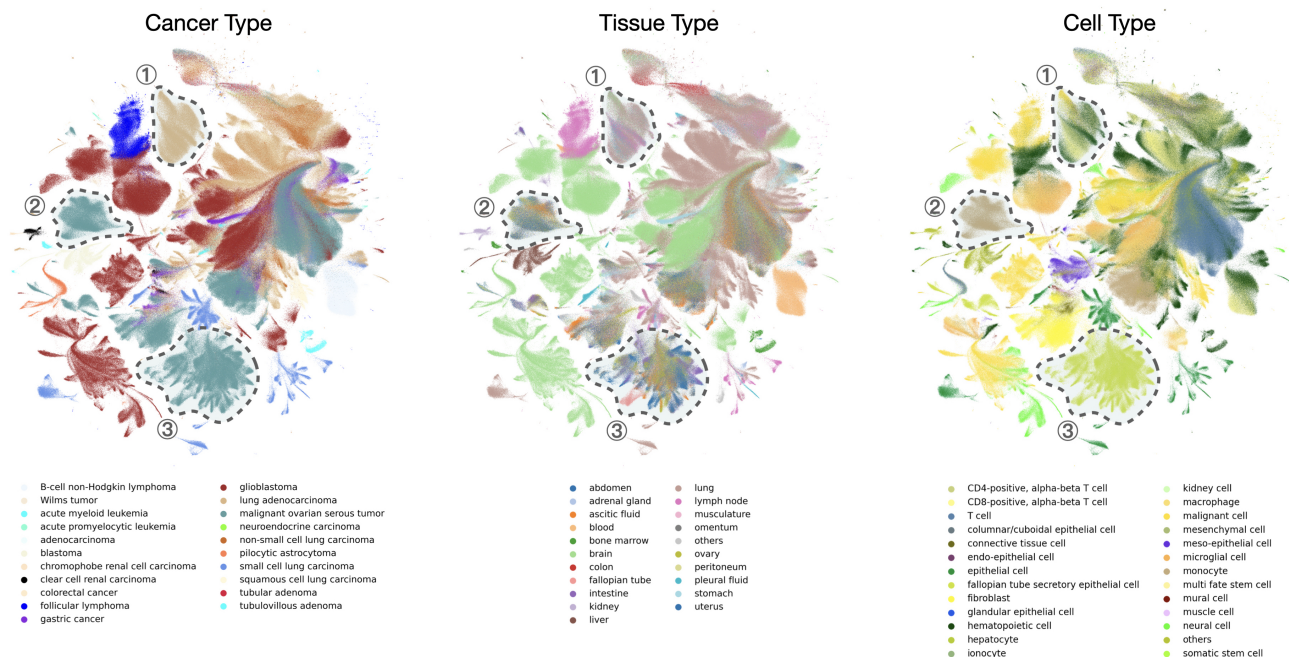 Cancer Type
Tissue Type
Cell Type
①
②
③
①
②
③
①
②
③
B-cell non-Hodgkin lymphoma
Wilms tumor
acute myeloid leukemia
acute promyelocytic leukemia
adenocarcinoma
blastoma
chromophobe renal cell carcinoma
clear cell renal carcinoma
colorectal cancer
follicular lymphoma
gastric cancer
glioblastoma
lung adenocarcinoma
malignant ovarian serous tumor
neuroendocrine carcinoma
non-small cell lung carcinoma
pilocytic astrocytoma
small cell lung carcinoma
squamous cell lung carcinoma
tubular adenoma
tubulovillous adenoma
abdomen
adrenal gland
ascitic fluid
blood
bone marrow
brain
colon
fallopian tube
intestine
kidney
liver
lung
lymph node
musculature
omentum
others
ovary
peritoneum
pleural fluid
stomach
uterus
CD4-positive, alpha-beta T cell
CD8-positive, alpha-beta T cell
T cell
columnar/cuboidal epithelial cell
connective tissue cell
endo-epithelial cell
epithelial cell
fallopian tube secretory epithelial cell
fibroblast
glandular epithelial cell
hematopoietic cell
hepatocyte
ionocyte
kidney cell
macrophage
malignant cell
mesenchymal cell
meso-epithelial cell
microglial cell
monocyte
multi fate stem cell
mural cell
muscle cell
neural cell
others
somatic stem cell